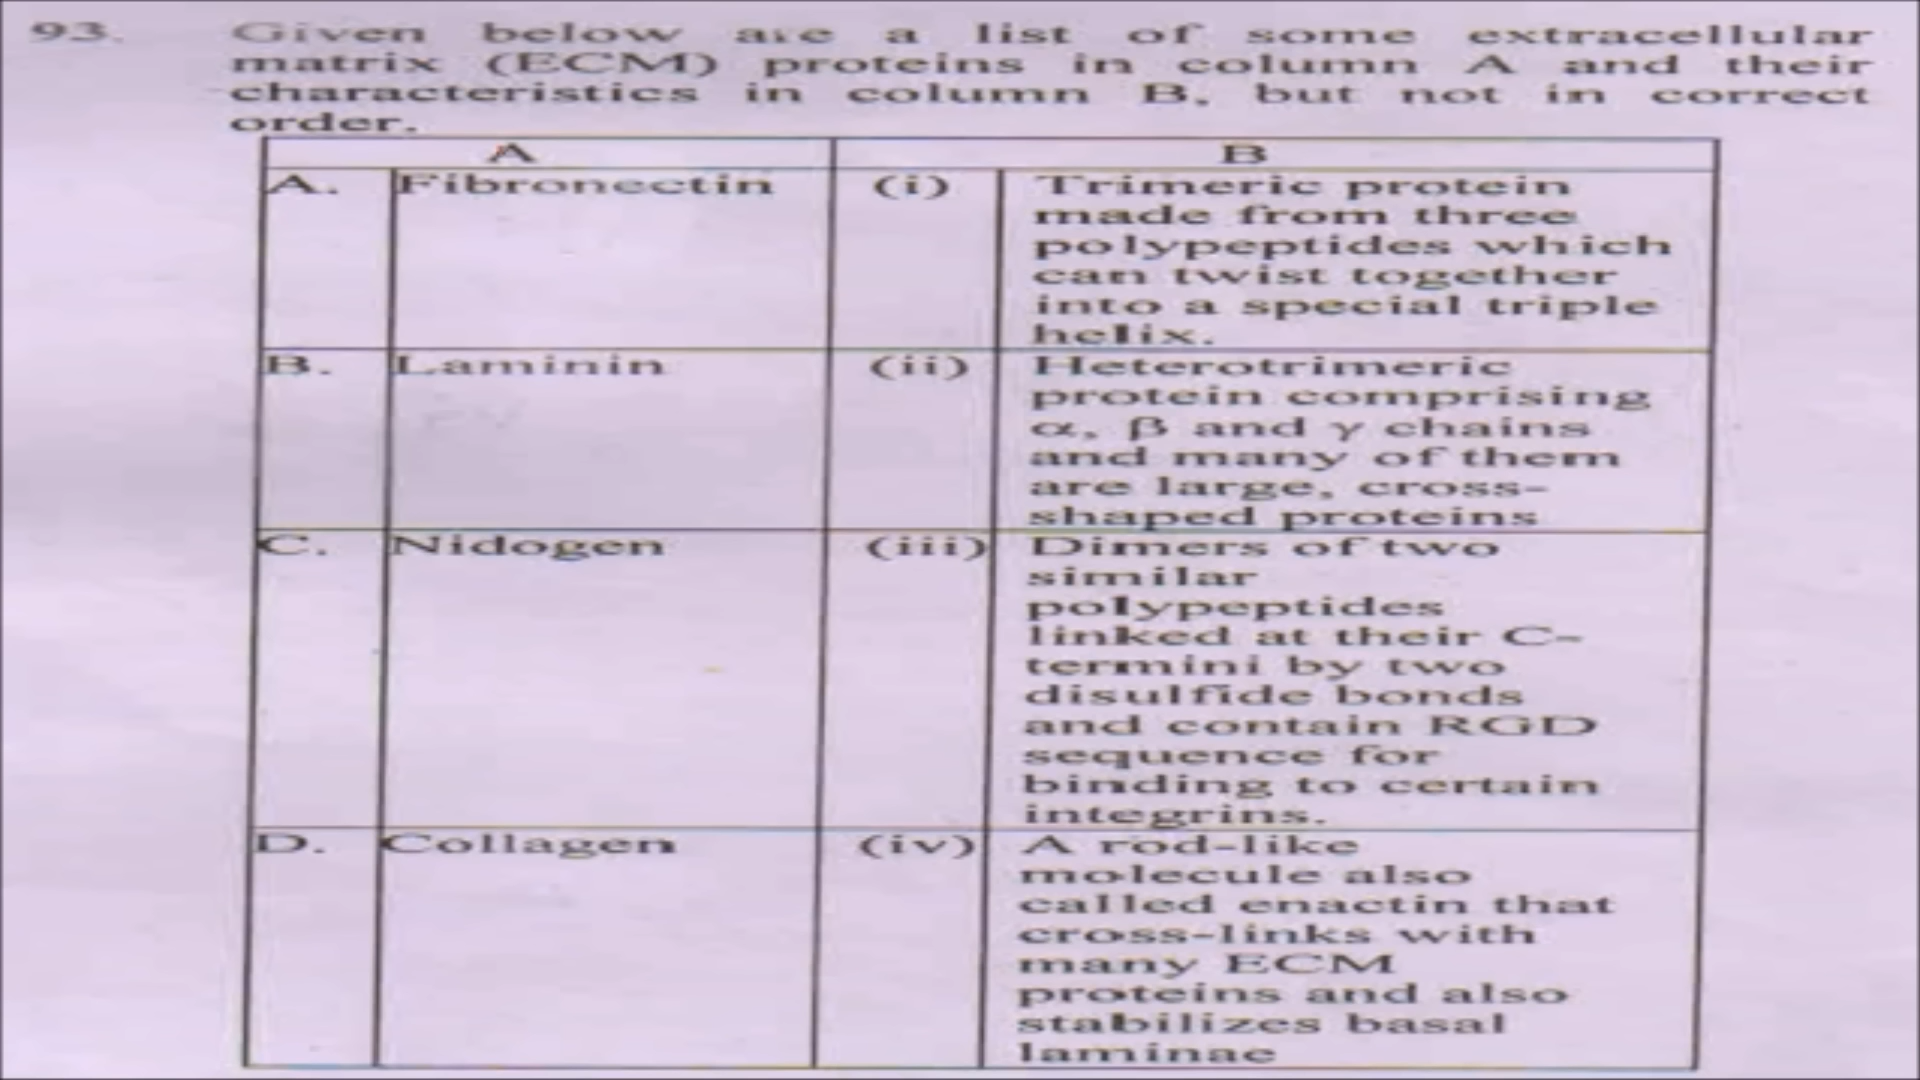 93. Given below are a list of some extracellular
matrix (ECM) proteins in column A and their
characteristics in column B, but not in correct
order.
A B
A. Fibronectin (i) Trimeric protein
made from three
polypeptides which
can twist together
into a special triple
helix.
B. Laminin (ii) Heterotrimeric
protein comprising
α, β and γ chains
and many of them
are large, cross-
shaped proteins
C. Nidogen (iii) Dimers of two
similar
polypeptides
linked at their C-
termini by two
disulfide bonds
and contain RGD
sequence for
binding to certain
integrins.
D. Collagen (iv) A rod-like
molecule also
called enactin that
cross-links with
many ECM
proteins and also
stabilizes basal
laminae